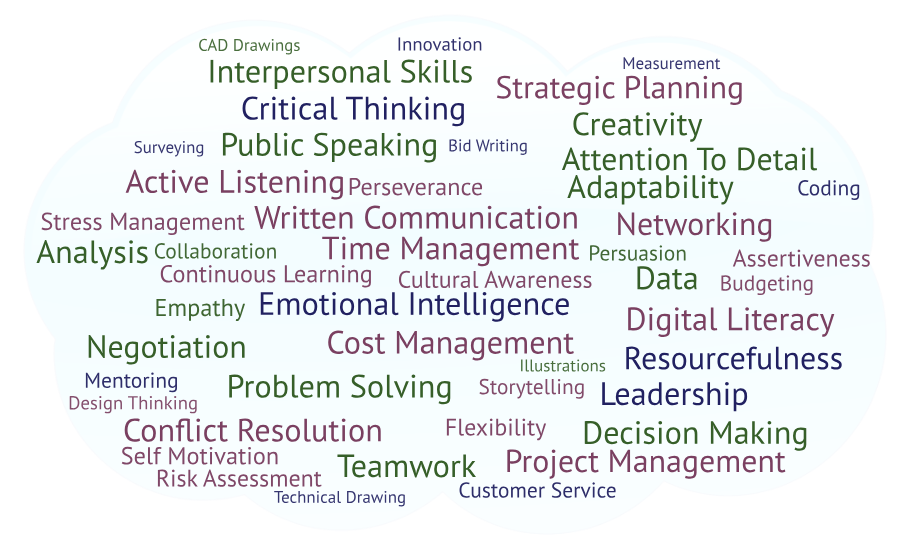 CAD Drawings
Innovation
Interpersonal Skills
Measurement
Strategic Planning
Critical Thinking
Creativity
Surveying
Public Speaking
Bid Writing
Attention To Detail
Active Listening
Perseverance
Adaptability
Coding
Stress Management
Written Communication
Networking
Analysis
Collaboration
Time Management
Persuasion
Assertiveness
Continuous Learning
Cultural Awareness
Data
Budgeting
Empathy
Emotional Intelligence
Digital Literacy
Negotiation
Cost Management
Illustrations
Resourcefulness
Mentoring
Problem Solving
Storytelling
Leadership
Design Thinking
Conflict Resolution
Flexibility
Decision Making
Self Motivation
Teamwork
Project Management
Risk Assessment
Technical Drawing
Customer Service